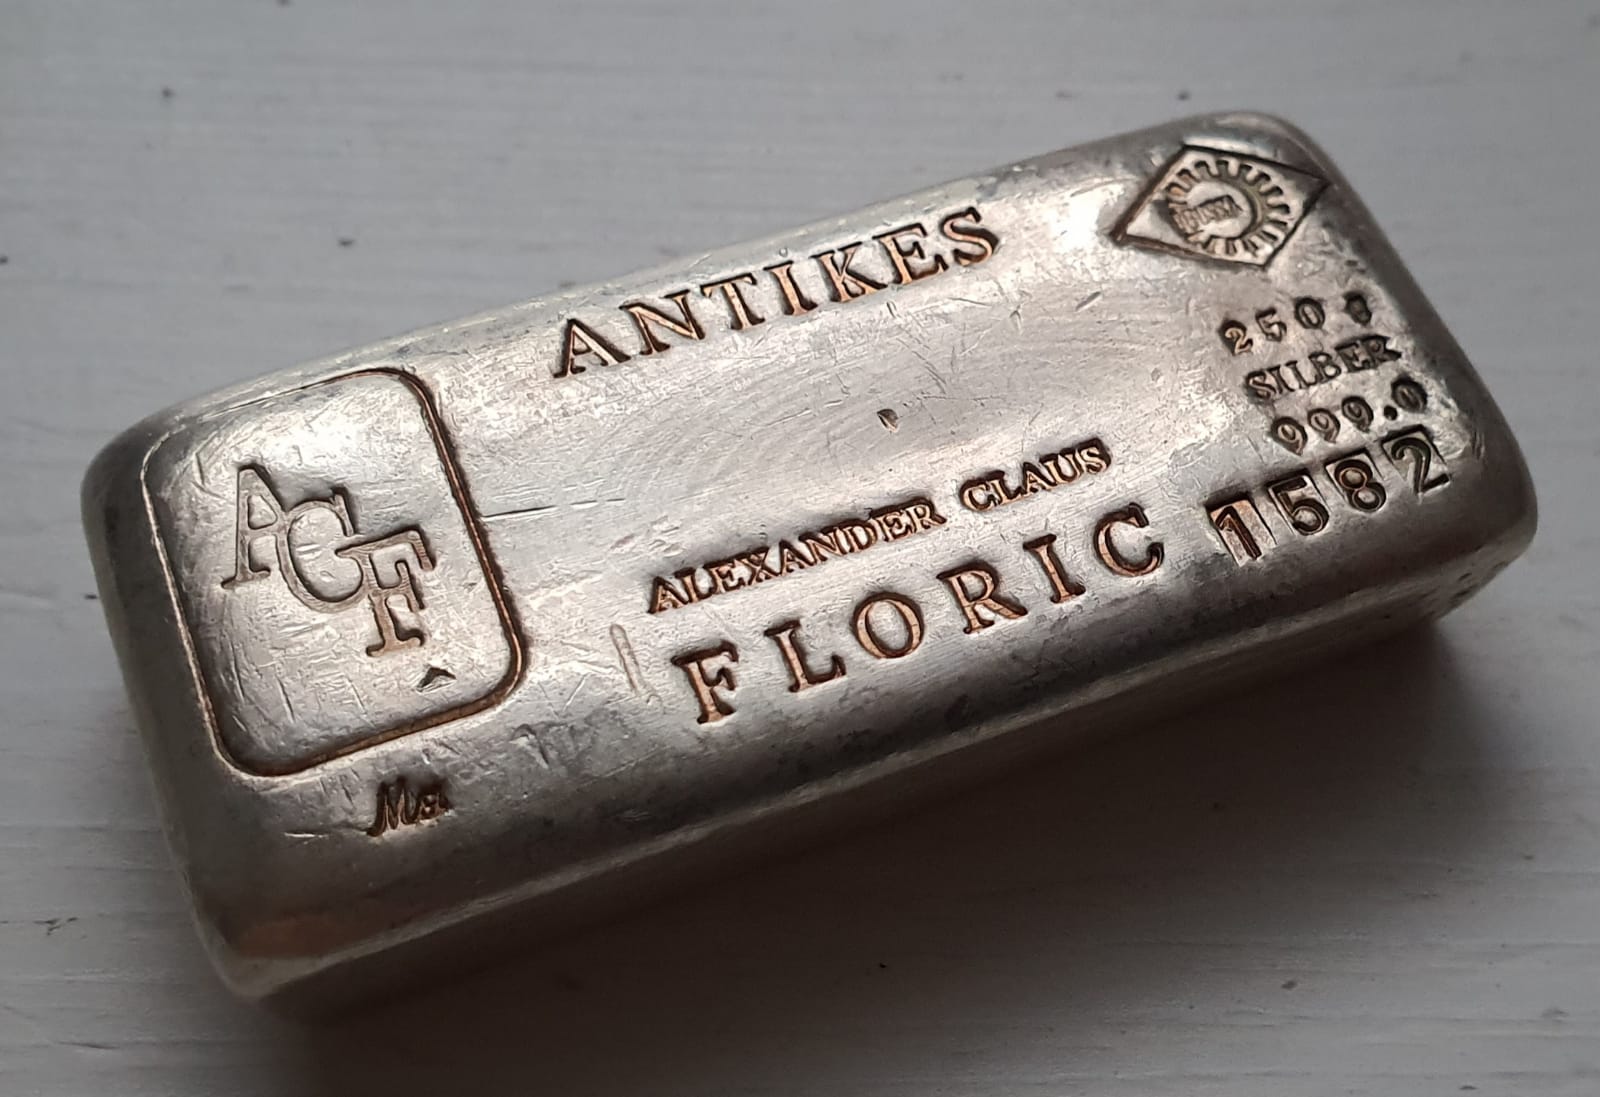 ANTIKES
250 g
SILBER
999.0
ACF
ALEXANDER CLAUS
FLORIC 1582